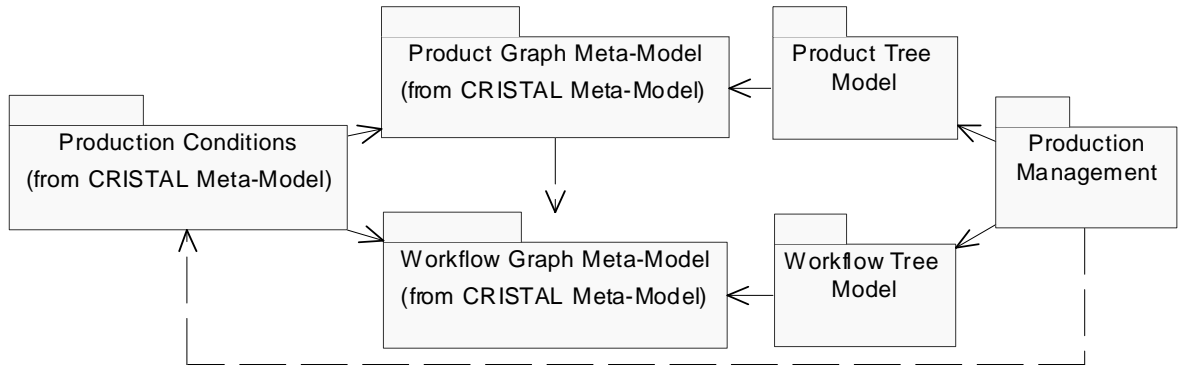 Product Graph Meta-Model
(from CRISTAL Meta-Model)
Product Tree
Model
Production Conditions
(from CRISTAL Meta-Model)
Production
Management
Workflow Graph Meta-Model
(from CRISTAL Meta-Model)
Workflow Tree
Model